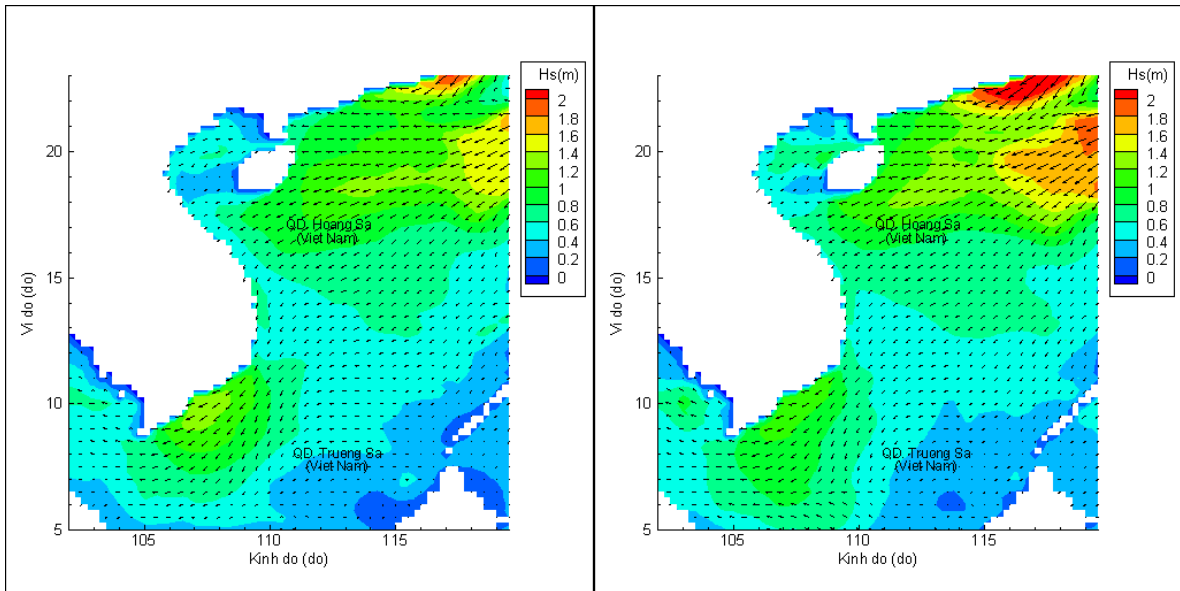 Hs(m)
2
1.8
1.6
1.4
1.2
1
0.8
0.6
0.4
0.2
0
20
15
10
5
Vi do (do)
QD. Hoang Sa
(Viet Nam)
QD. Truong Sa
(Viet Nam)
105
110
115
Kinh do (do)
Hs(m)
2
1.8
1.6
1.4
1.2
1
0.8
0.6
0.4
0.2
0
20
15
10
5
Vi do (do)
QD. Hoang Sa
(Viet Nam)
QD. Truong Sa
(Viet Nam)
105
110
115
Kinh do (do)